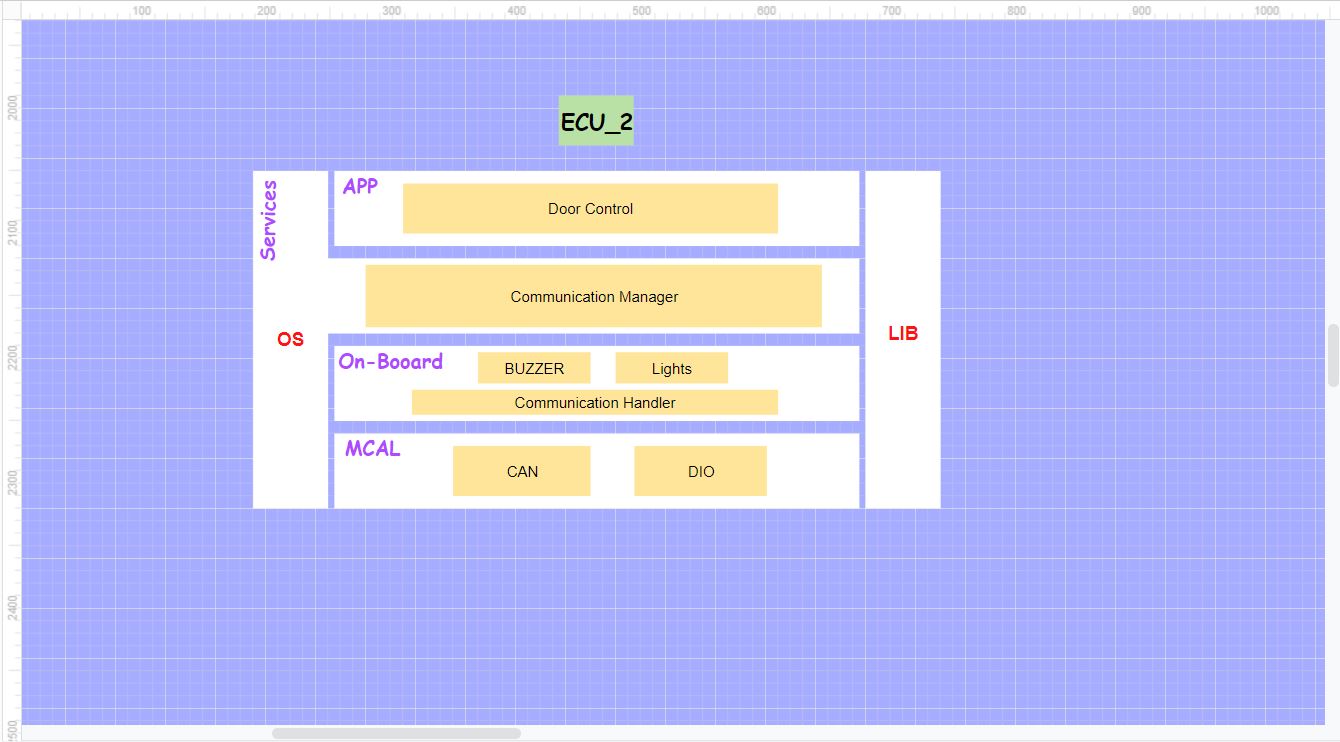 100 200 300 400 500 600 700 800 900 1000
2000
2100
2200
2300
2400
ECU_2
Services
APP
Door Control
Communication Manager
OS
LIB
On-Booard
BUZZER
Lights
Communication Handler
MCAL
CAN
DIO